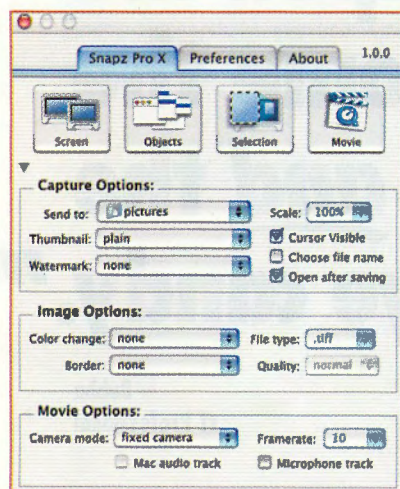 Snapz Pro X Preferences About 1.0.0
Screen Objects Selection Movie
Capture Options:
Send to: pictures Scale: 100%
Thumbnail: plain Cursor Visible
Choose file name
Watermark: none Open after saving
Image Options:
Color change: none File type: .tiff
Border: none Quality: normal
Movie Options:
Camera mode: fixed camera Framerate: 10
Mac audio track Microphone track